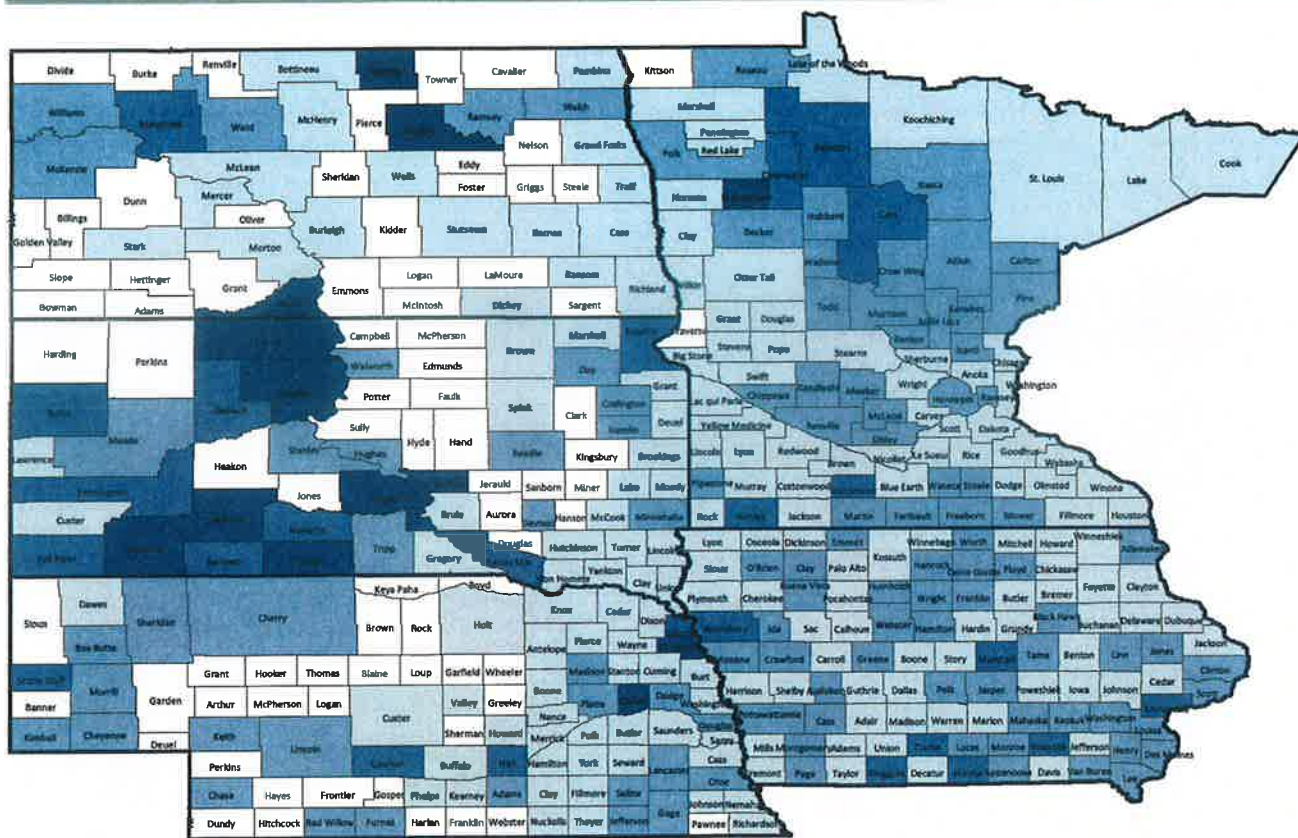 Divide
Burke
Renville
Bottineau
Towner
Cavalier
Pembina
Kittson
Roseau
Lake of the Woods
Williams
Ward
McHenry
Pierce
Ramsey
Walsh
Marshall
Pennington
Red Lake
Polk
Koochiching
McKenzie
McLean
Sheridan
Wells
Eddy
Foster
Nelson
Grand Forks
Griggs
Steele
Traill
Norman
Itasca
St. Louis
Lake
Cook
Dunn
Mercer
Oliver
Billings
Golden Valley
Stark
Morton
Burleigh
Kidder
Stutsman
Barnes
Cass
Clay
Becker
Hubbard
Cass
Wadena
Crow Wing
Aitkin
Carlton
Slope
Hettinger
Grant
Bowman
Adams
Emmons
Logan
LaMoure
Ransom
Richland
McIntosh
Dickey
Sargent
Wilkin
Otter Tail
Todd
Morrison
Mille Lacs
Kanabec
Pine
Grant
Douglas
Traverse
Stevens
Pope
Stearns
Benton
Isanti
Sherburne
Chisago
Big Stone
Swift
Kandiyohi
Meeker
Wright
Anoka
Washington
Hennepin
Ramsey
Harding
Perkins
Campbell
McPherson
Walworth
Edmunds
Brown
Marshall
Day
Potter
Faulk
Spink
Clark
Codington
Grant
Hamlin
Deuel
Butte
Meade
Lawrence
Sully
Hyde
Hand
Haakon
Stanley
Hughes
Beadle
Kingsbury
Brookings
Lac qui Parle
Chippewa
Renville
McLeod
Carver
Scott
Dakota
Yellow Medicine
Sibley
Lincoln
Lyon
Redwood
Brown
Nicollet
Le Sueur
Rice
Goodhue
Wabasha
Pennington
Custer
Fall River
Jones
Jerauld
Sanborn
Miner
Lake
Moody
Brule
Aurora
Hanson
McCook
Minnehaha
Pipestone
Murray
Cottonwood
Blue Earth
Waseca
Steele
Dodge
Olmsted
Winona
Rock
Jackson
Martin
Faribault
Freeborn
Mower
Fillmore
Houston
Tripp
Gregory
Douglas
Hutchinson
Turner
Lincoln
Bon Homme
Yankton
Clay
Lyon
Osceola
Dickinson
Emmet
Kossuth
Winnebago
Worth
Mitchell
Howard
Winneshiek
Allamakee
Sioux
O'Brien
Clay
Palo Alto
Hancock
Cerro Gordo
Floyd
Chickasaw
Fayette
Clayton
Plymouth
Cherokee
Buena Vista
Pocahontas
Humboldt
Wright
Franklin
Butler
Bremer
Ida
Sac
Calhoun
Webster
Hamilton
Hardin
Grundy
Black Hawk
Buchanan
Delaware
Dubuque
Sioux
Dawes
Sheridan
Cherry
Keya Paha
Boyd
Brown
Rock
Holt
Knox
Cedar
Dixon
Box Butte
Antelope
Pierce
Wayne
Scotts Bluff
Banner
Morrill
Garden
Grant
Hooker
Thomas
Blaine
Loup
Garfield
Wheeler
Madison
Stanton
Cuming
Burt
Crawford
Carroll
Greene
Boone
Story
Marshall
Tama
Benton
Linn
Jones
Jackson
Kimball
Cheyenne
Deuel
Arthur
McPherson
Logan
Custer
Valley
Greeley
Boone
Platte
Dodge
Washington
Harrison
Shelby
Audubon
Guthrie
Dallas
Polk
Jasper
Poweshiek
Iowa
Johnson
Cedar
Clinton
Scott
Keith
Lincoln
Sherman
Howard
Nance
Merrick
Polk
Butler
Saunders
Douglas
Sarpy
Pottawattamie
Cass
Adair
Madison
Warren
Marion
Mahaska
Keokuk
Washington
Louisa
Perkins
Dawson
Buffalo
Hall
Hamilton
York
Seward
Lancaster
Cass
Otoe
Mills
Montgomery
Adams
Union
Clarke
Lucas
Monroe
Wapello
Jefferson
Henry
Des Moines
Chase
Hayes
Frontier
Gosper
Phelps
Kearney
Adams
Clay
Fillmore
Saline
Gage
Johnson
Nemaha
Fremont
Page
Taylor
Ringgold
Decatur
Wayne
Appanoose
Davis
Van Buren
Lee
Dundy
Hitchcock
Red Willow
Furnas
Harlan
Franklin
Webster
Nuckolls
Thayer
Jefferson
Pawnee
Richardson